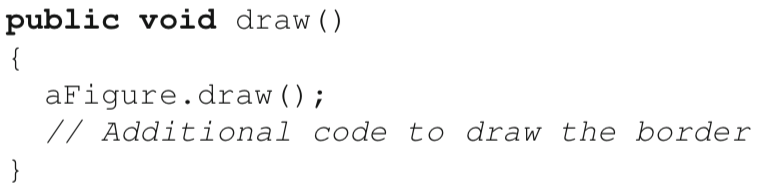 public void draw()
{
aFigure.draw();
// Additional code to draw the border
}